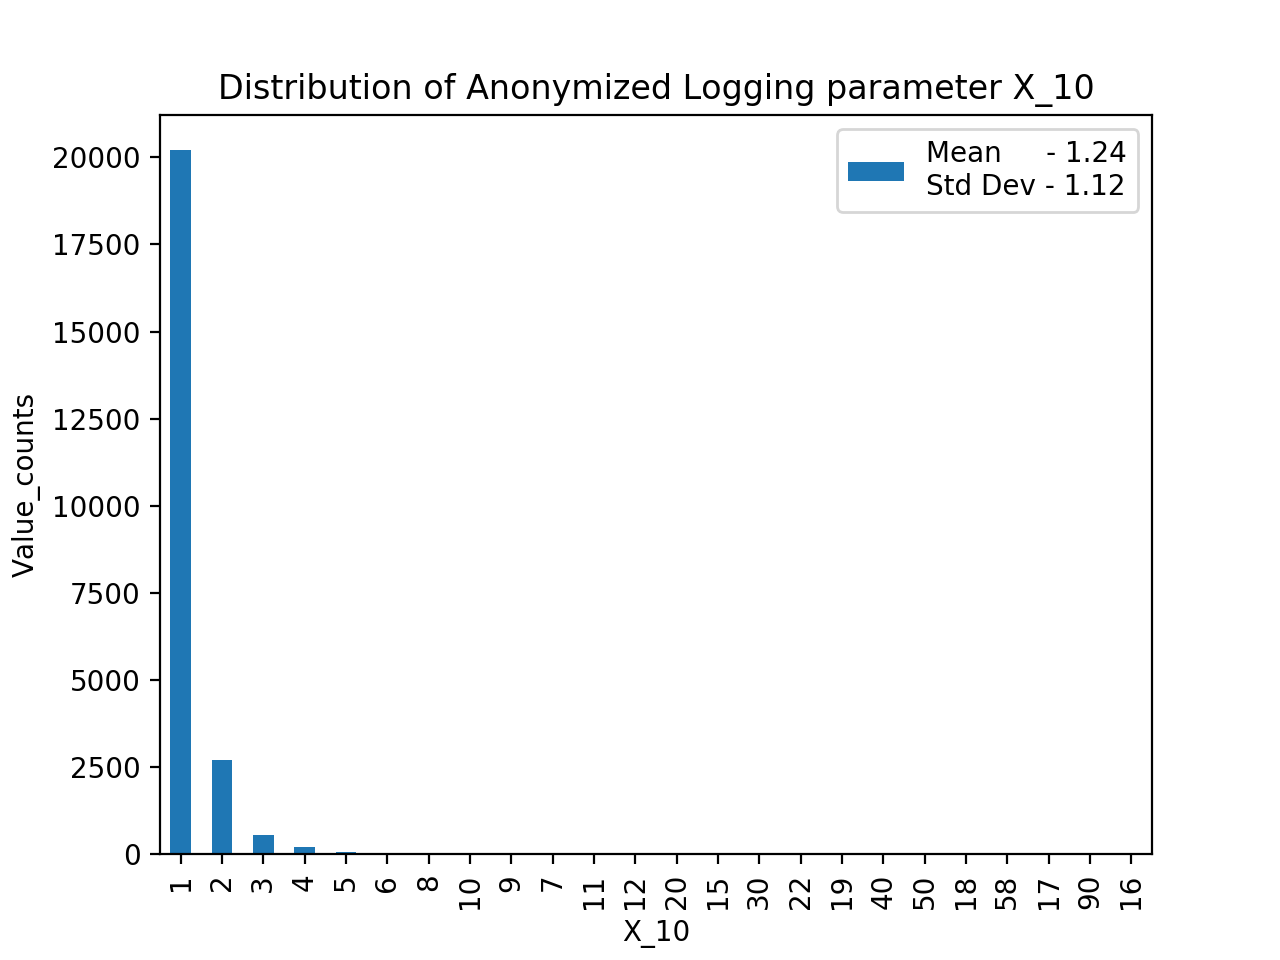 Distribution of Anonymized Logging parameter X_10
Mean - 1.24
Std Dev - 1.12
Value_counts
20000
17500
15000
12500
10000
7500
5000
2500
0
1 2 3 4 5 6 8 10 9 7 11 12 20 15 30 22 19 40 50 18 58 17 90 16
X_10